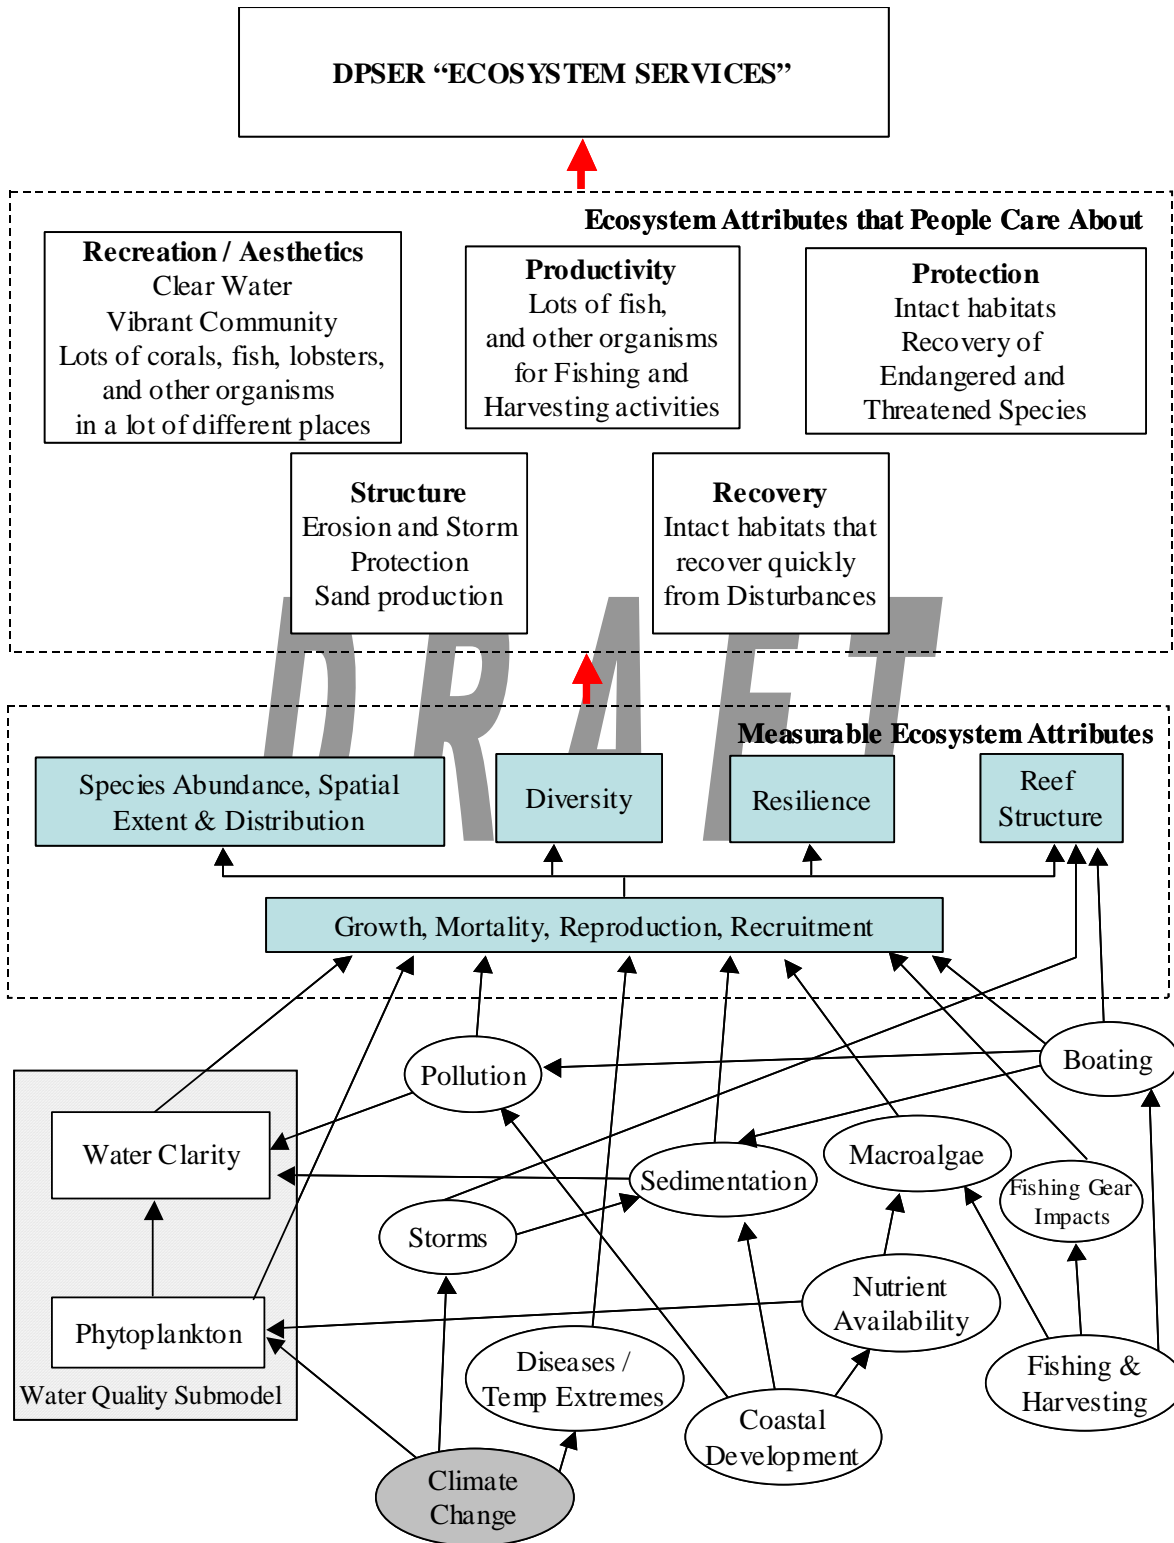 DPSER “ECOSYSTEM SERVICES”
Ecosystem Attributes that People Care About
Recreation / Aesthetics
Clear Water
Vibrant Community
Lots of corals, fish, lobsters,
and other organisms
in a lot of different places
Productivity
Lots of fish,
and other organisms
for Fishing and
Harvesting activities
Protection
Intact habitats
Recovery of
Endangered and
Threatened Species
Structure
Erosion and Storm
Protection
Sand production
Recovery
Intact habitats that
recover quickly
from Disturbances
DRAFT
Measurable Ecosystem Attributes
Species Abundance, Spatial
Extent & Distribution
Diversity
Resilience
Reef
Structure
Growth, Mortality, Reproduction, Recruitment
Pollution
Boating
Water Clarity
Sedimentation
Macroalgae
Fishing Gear
Impacts
Storms
Phytoplankton
Nutrient
Availability
Water Quality Submodel
Diseases /
Temp Extremes
Coastal
Development
Fishing &
Harvesting
Climate
Change